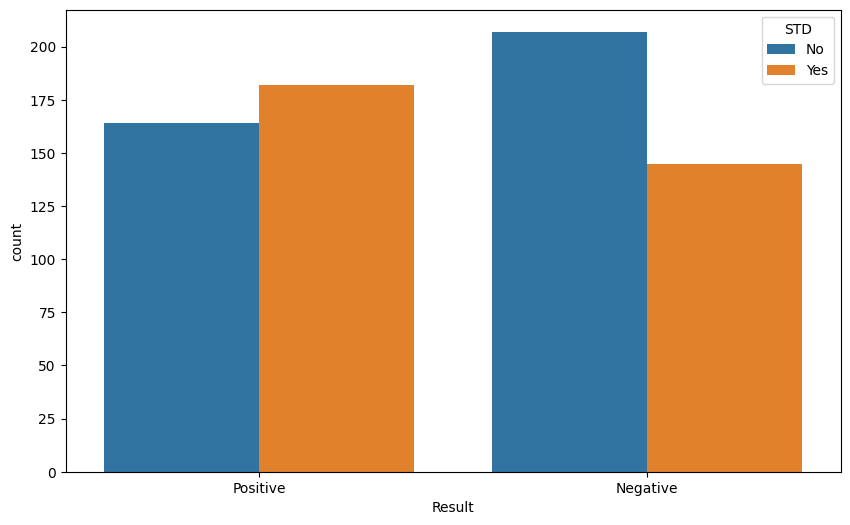 STD
No
Yes
200
175
150
125
100
75
50
25
0
count
Positive
Negative
Result